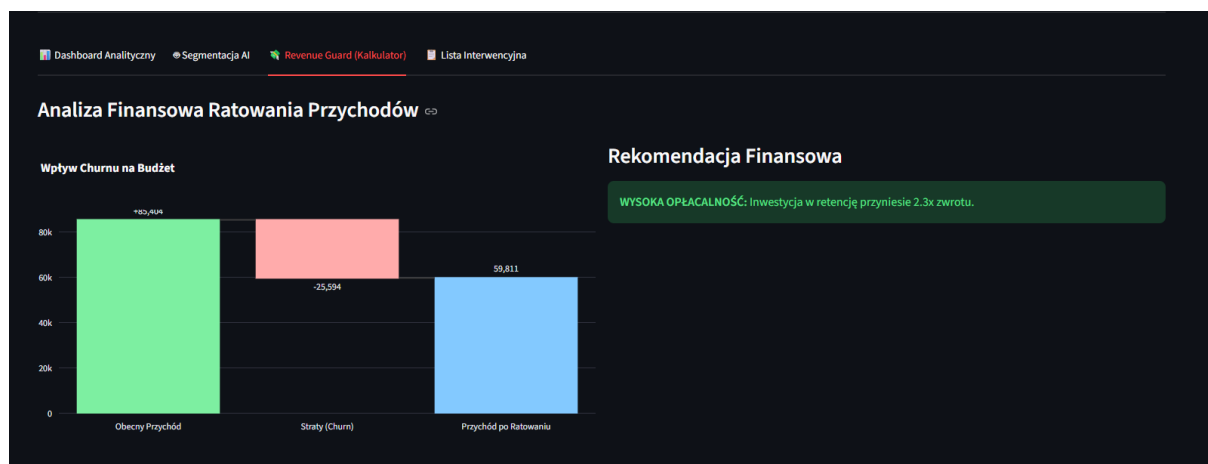 Dashboard Analityczny
Segmentacja AI
Revenue Guard (Kalkulator)
Lista Interwencyjna
Analiza Finansowa Ratowania Przychodów
Wpływ Churnu na Budżet
+85,404
80k
60k
40k
20k
0
-25,594
59,811
Obecny Przychód
Straty (Churn)
Przychód po Ratowaniu
Rekomendacja Finansowa
WYSOKA OPŁACALNOŚĆ: Inwestycja w retencję przyniesie 2.3x zwrotu.